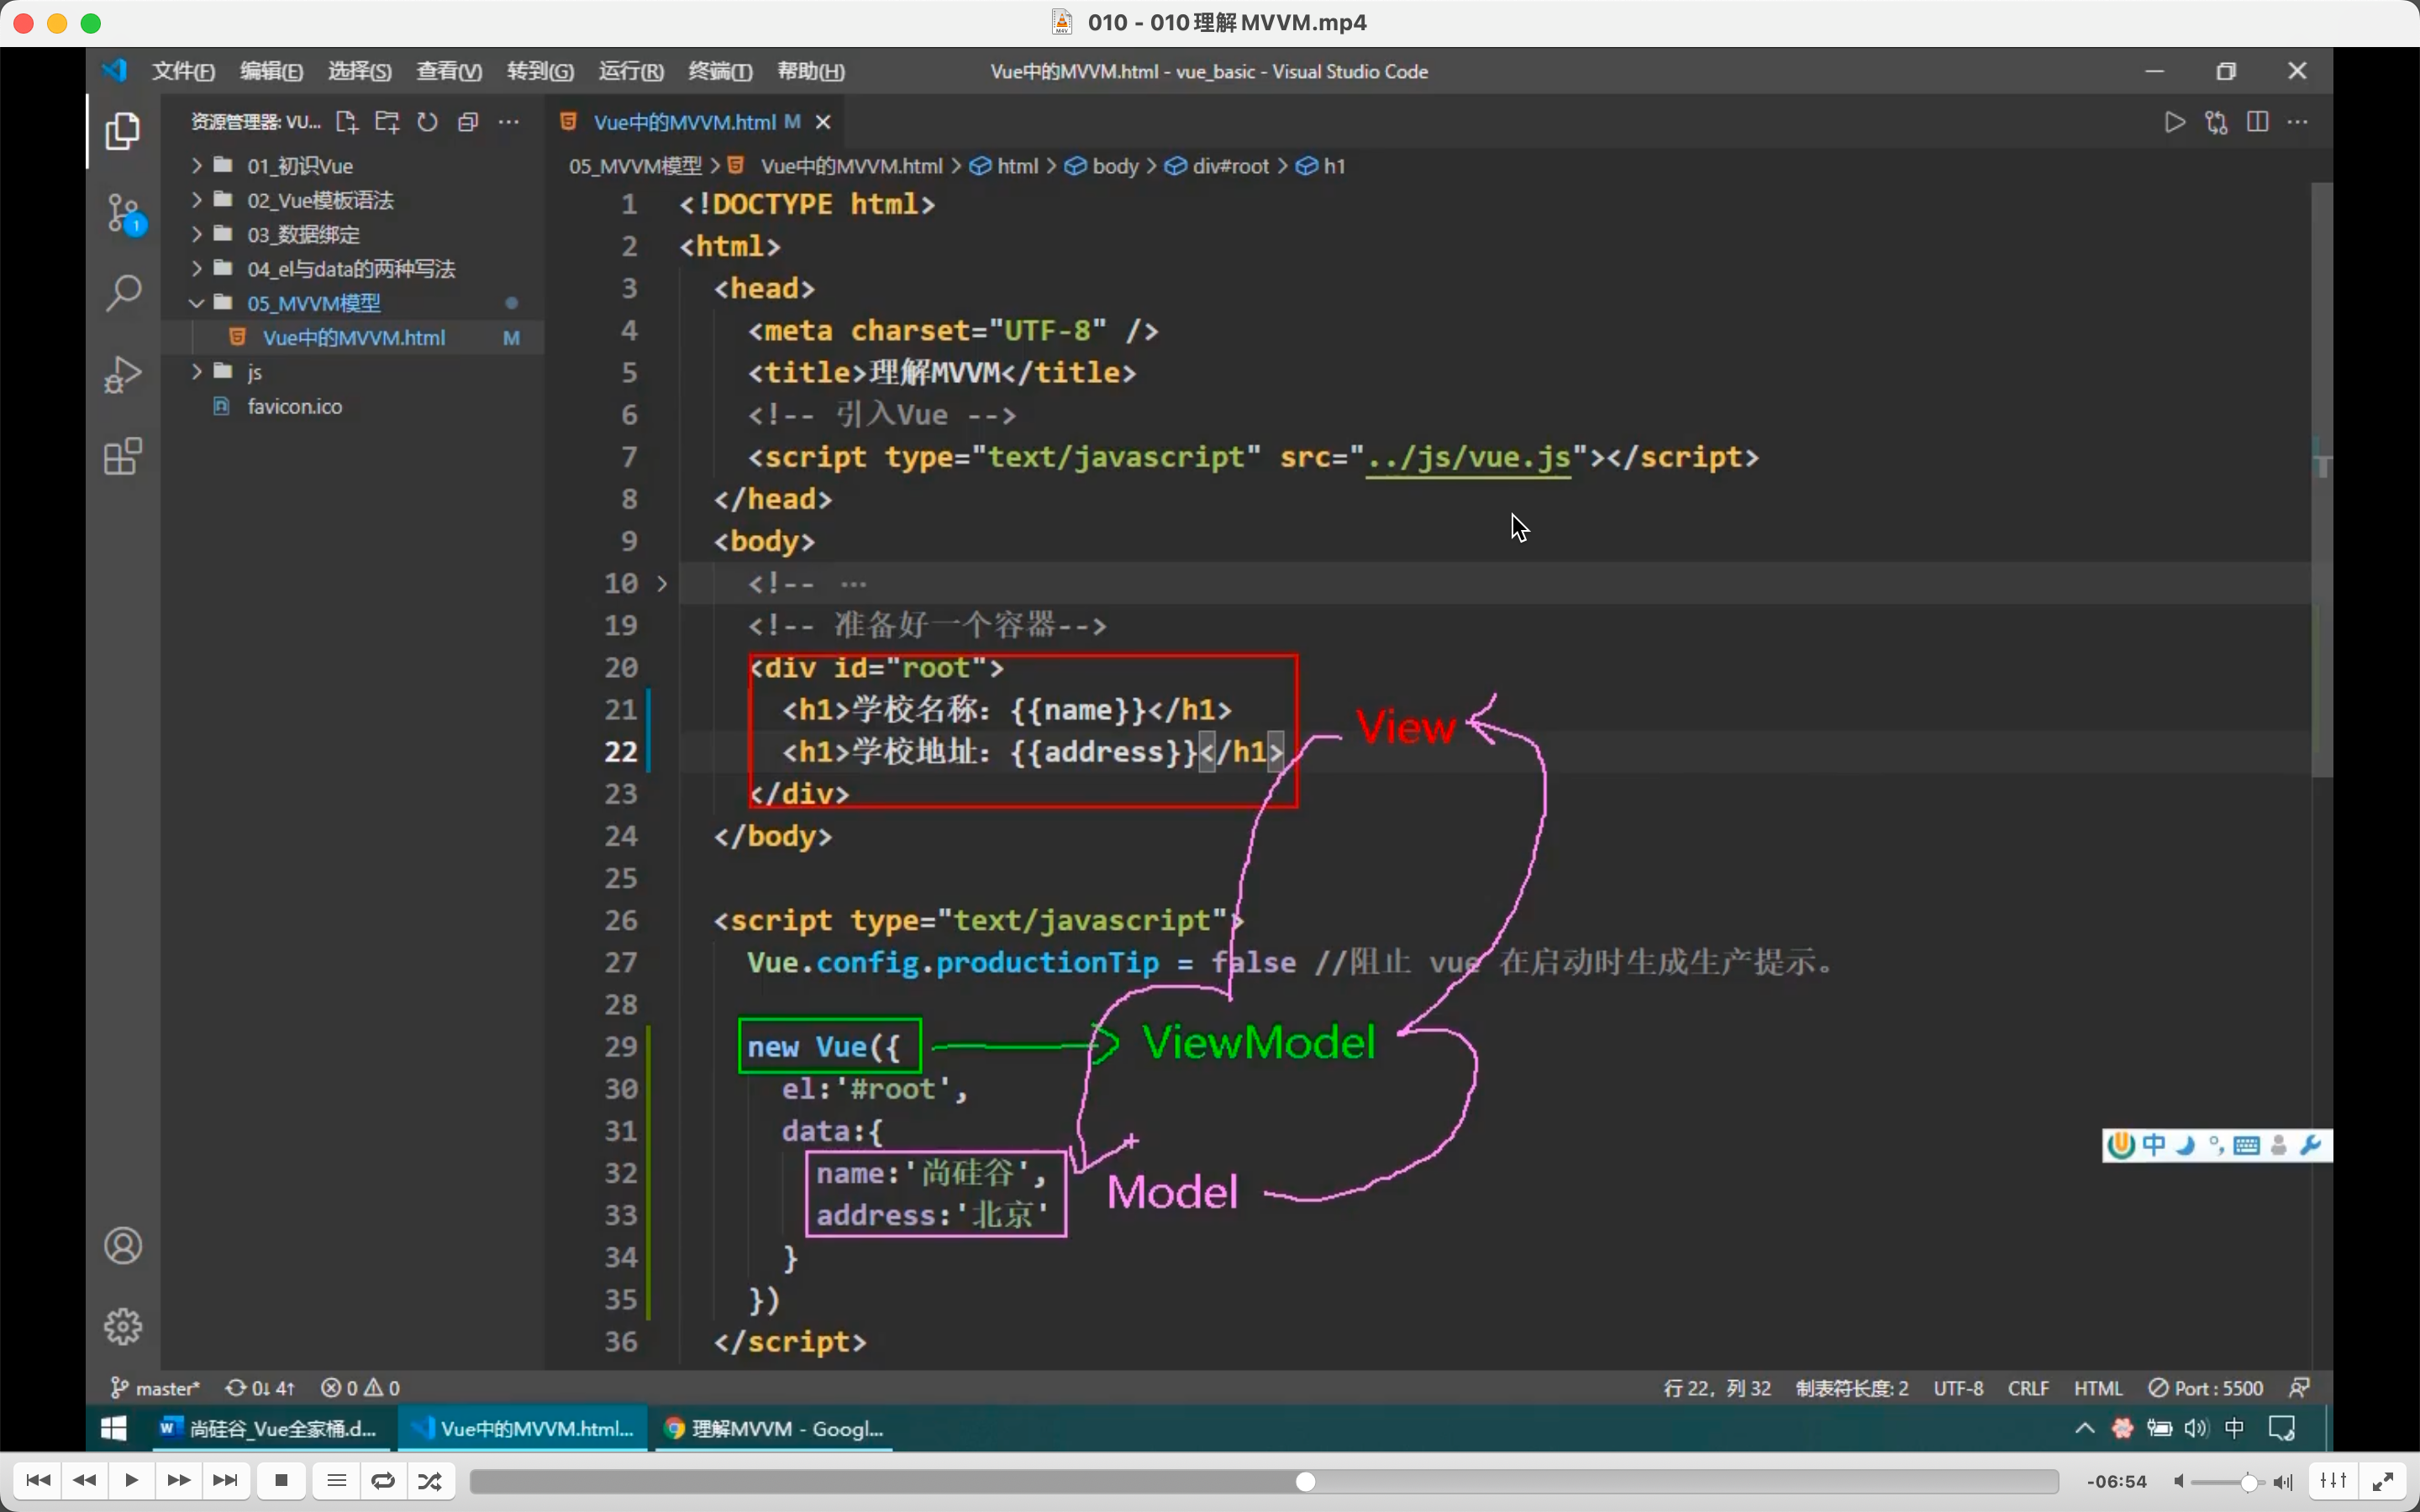 010 - 010理解MVVM.mp4
文件(F) 编辑(E) 选择(S) 查看(V) 转到(G) 运行(R) 终端(T) 帮助(H) Vue中的MVVM.html - vue_basic - Visual Studio Code
资源管理器: VU...
Vue中的MVVM.html M
01_初识Vue
02_Vue模板语法
03_数据绑定
04_el与data的两种写法
05_MVVM模型
Vue中的MVVM.html M
js
favicon.ico
1
05_MVVM模型 > Vue中的MVVM.html > html > body > div#root > h1
1 <!DOCTYPE html>
2 <html>
3 <head>
4 <meta charset="UTF-8" />
5 <title>理解MVVM</title>
6 <!-- 引入Vue -->
7 <script type="text/javascript" src="../js/vue.js"></script>
8 </head>
9 <body>
10 <!-- ...
19 <!-- 准备好一个容器-->
20 <div id="root">
21 <h1>学校名称：{{name}}</h1>
22 <h1>学校地址：{{address}}</h1>
23 </div>
24 </body>
25
26 <script type="text/javascript">
27 Vue.config.productionTip = false //阻止 vue 在启动时生成生产提示。
28
29 new Vue({
30 el:'#root',
31 data:{
32 name:'尚硅谷',
33 address:'北京'
34 }
35 })
36 </script>
View
ViewModel
Model
中
master* 0↓ 4↑ 0 0 行 22，列 32 制表符长度: 2 UTF-8 CRLF HTML Port : 5500
尚硅谷_Vue全家桶.d... Vue中的MVVM.html... 理解MVVM - Googl... 中
-06:54